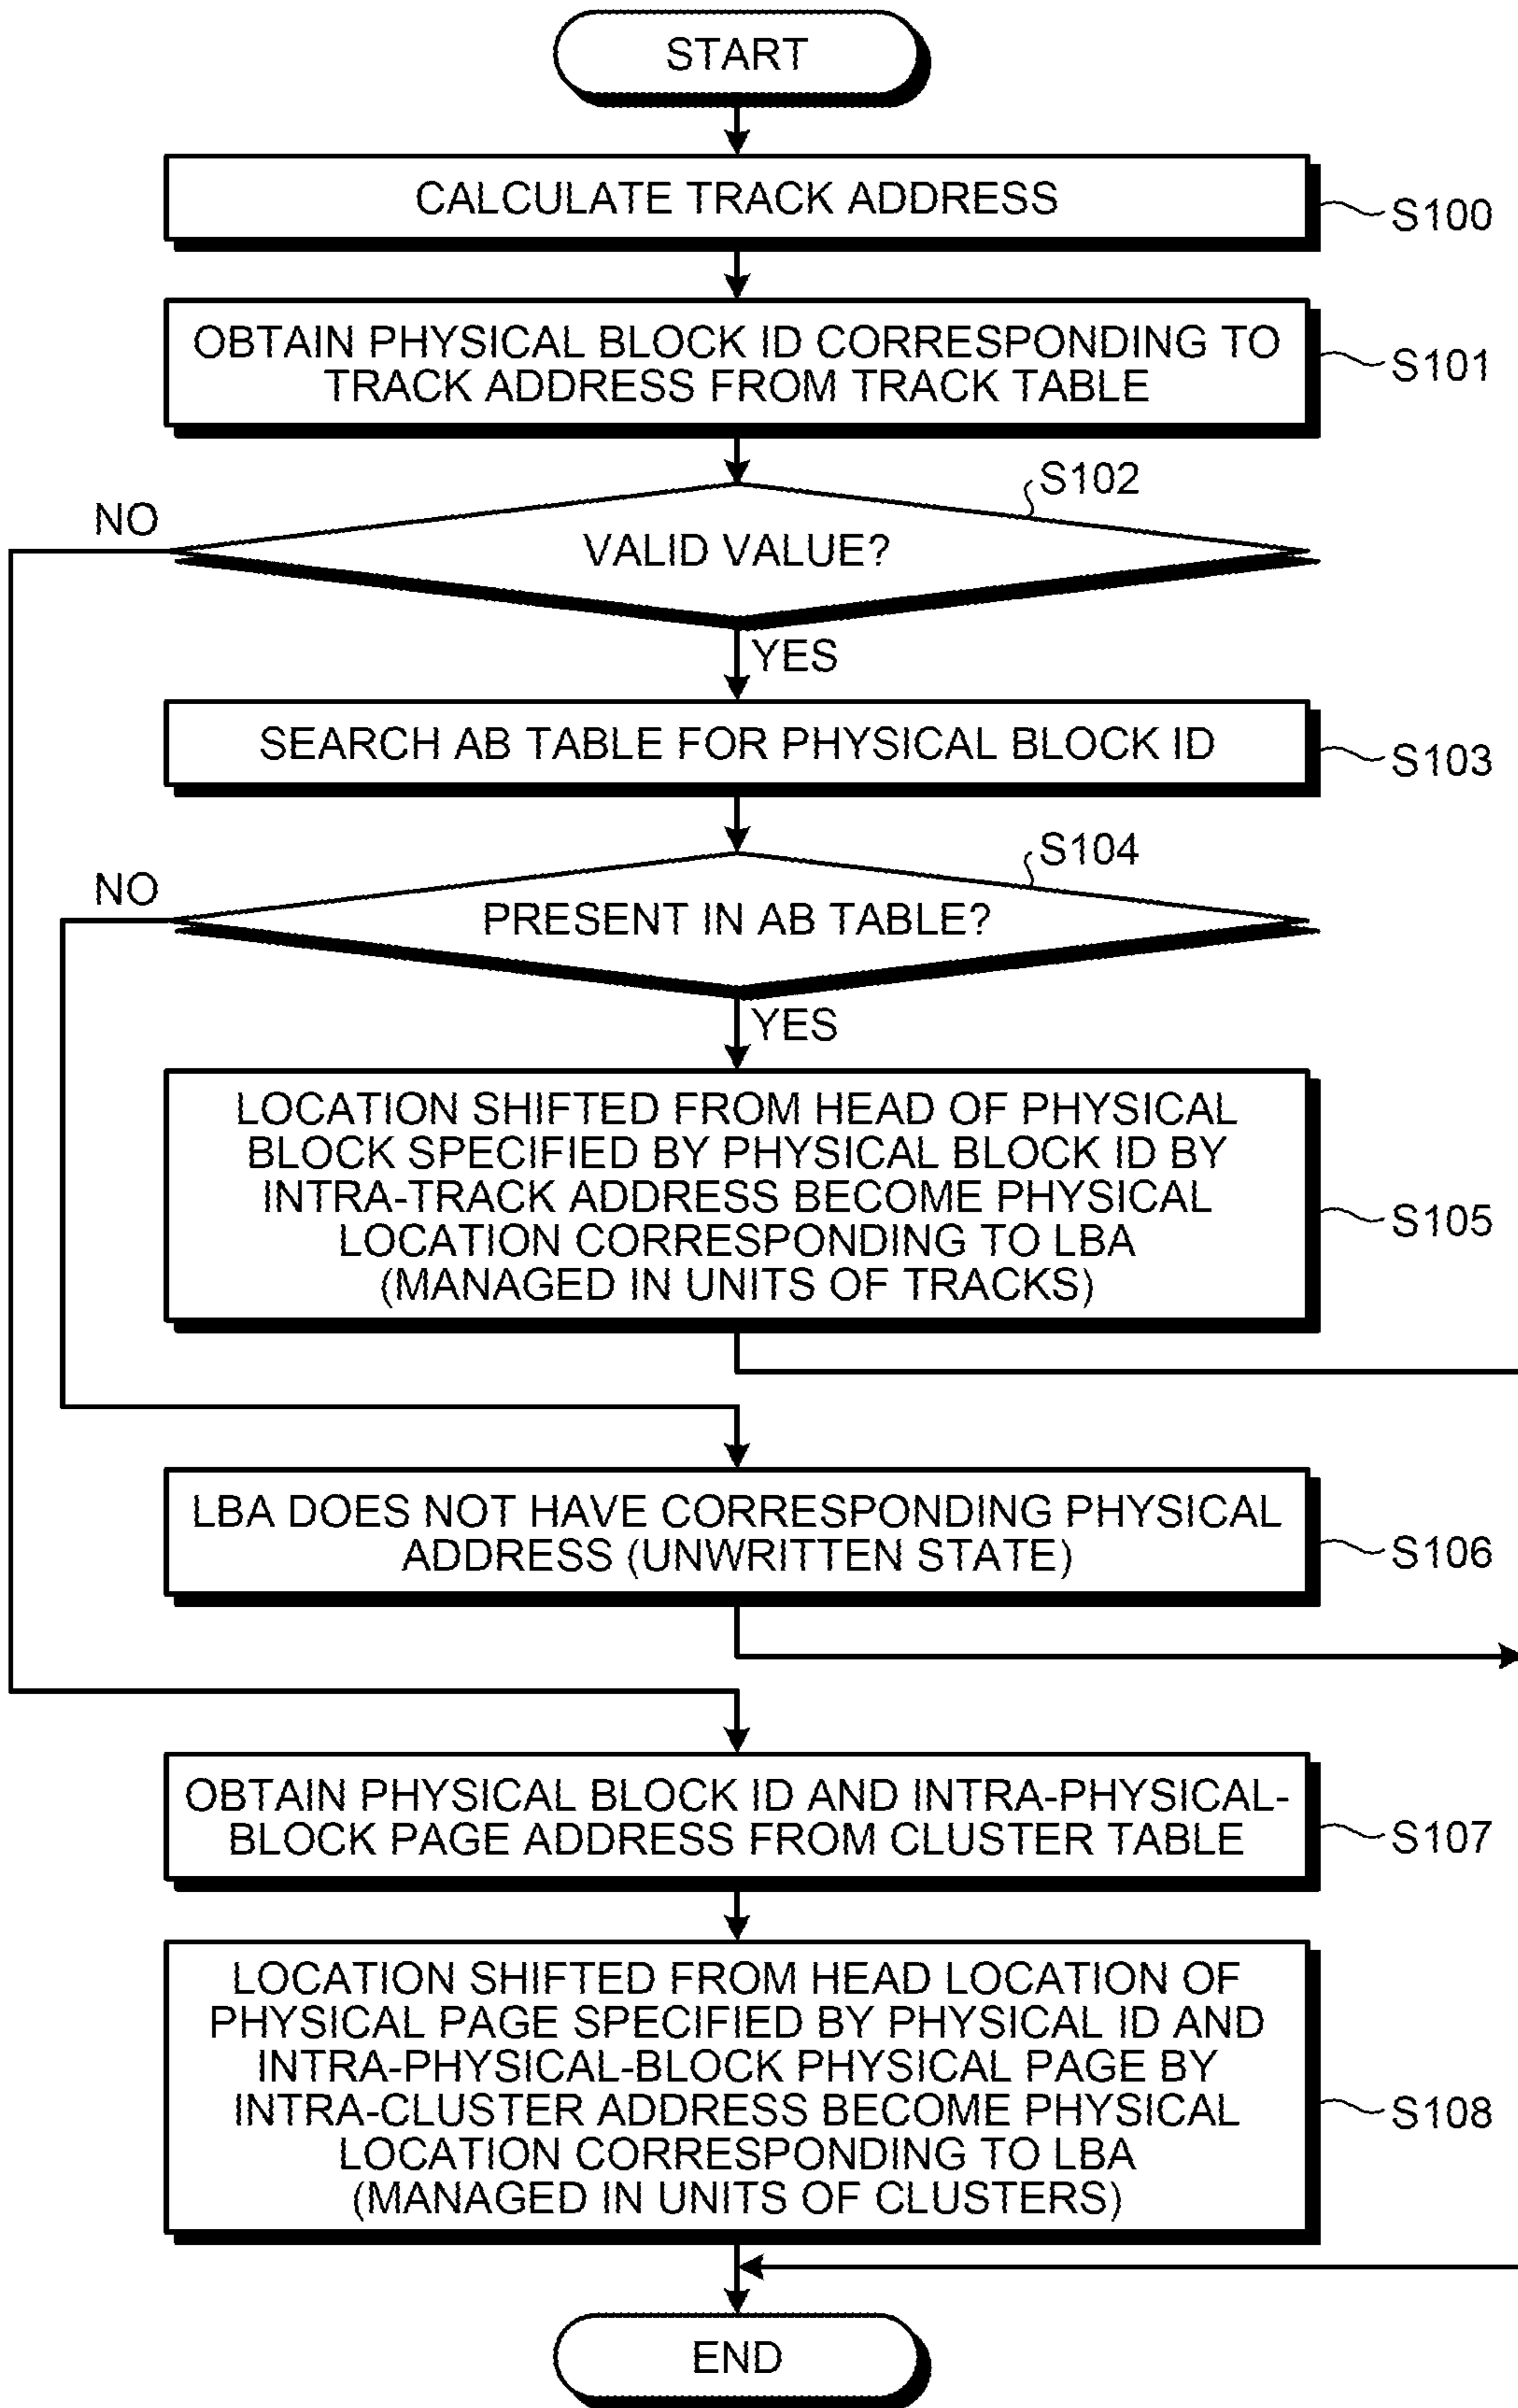 START
CALCULATE TRACK ADDRESS
S100
OBTAIN PHYSICAL BLOCK ID CORRESPONDING TO
TRACK ADDRESS FROM TRACK TABLE
S101
S102
NO
VALID VALUE?
YES
SEARCH AB TABLE FOR PHYSICAL BLOCK ID
S103
S104
NO
PRESENT IN AB TABLE?
YES
LOCATION SHIFTED FROM HEAD OF PHYSICAL
BLOCK SPECIFIED BY PHYSICAL BLOCK ID BY
INTRA-TRACK ADDRESS BECOME PHYSICAL
LOCATION CORRESPONDING TO LBA
(MANAGED IN UNITS OF TRACKS)
S105
LBA DOES NOT HAVE CORRESPONDING PHYSICAL
ADDRESS (UNWRITTEN STATE)
S106
OBTAIN PHYSICAL BLOCK ID AND INTRA-PHYSICAL-
BLOCK PAGE ADDRESS FROM CLUSTER TABLE
S107
LOCATION SHIFTED FROM HEAD LOCATION OF
PHYSICAL PAGE SPECIFIED BY PHYSICAL ID AND
INTRA-PHYSICAL-BLOCK PHYSICAL PAGE BY
INTRA-CLUSTER ADDRESS BECOME PHYSICAL
LOCATION CORRESPONDING TO LBA
(MANAGED IN UNITS OF CLUSTERS)
S108
END